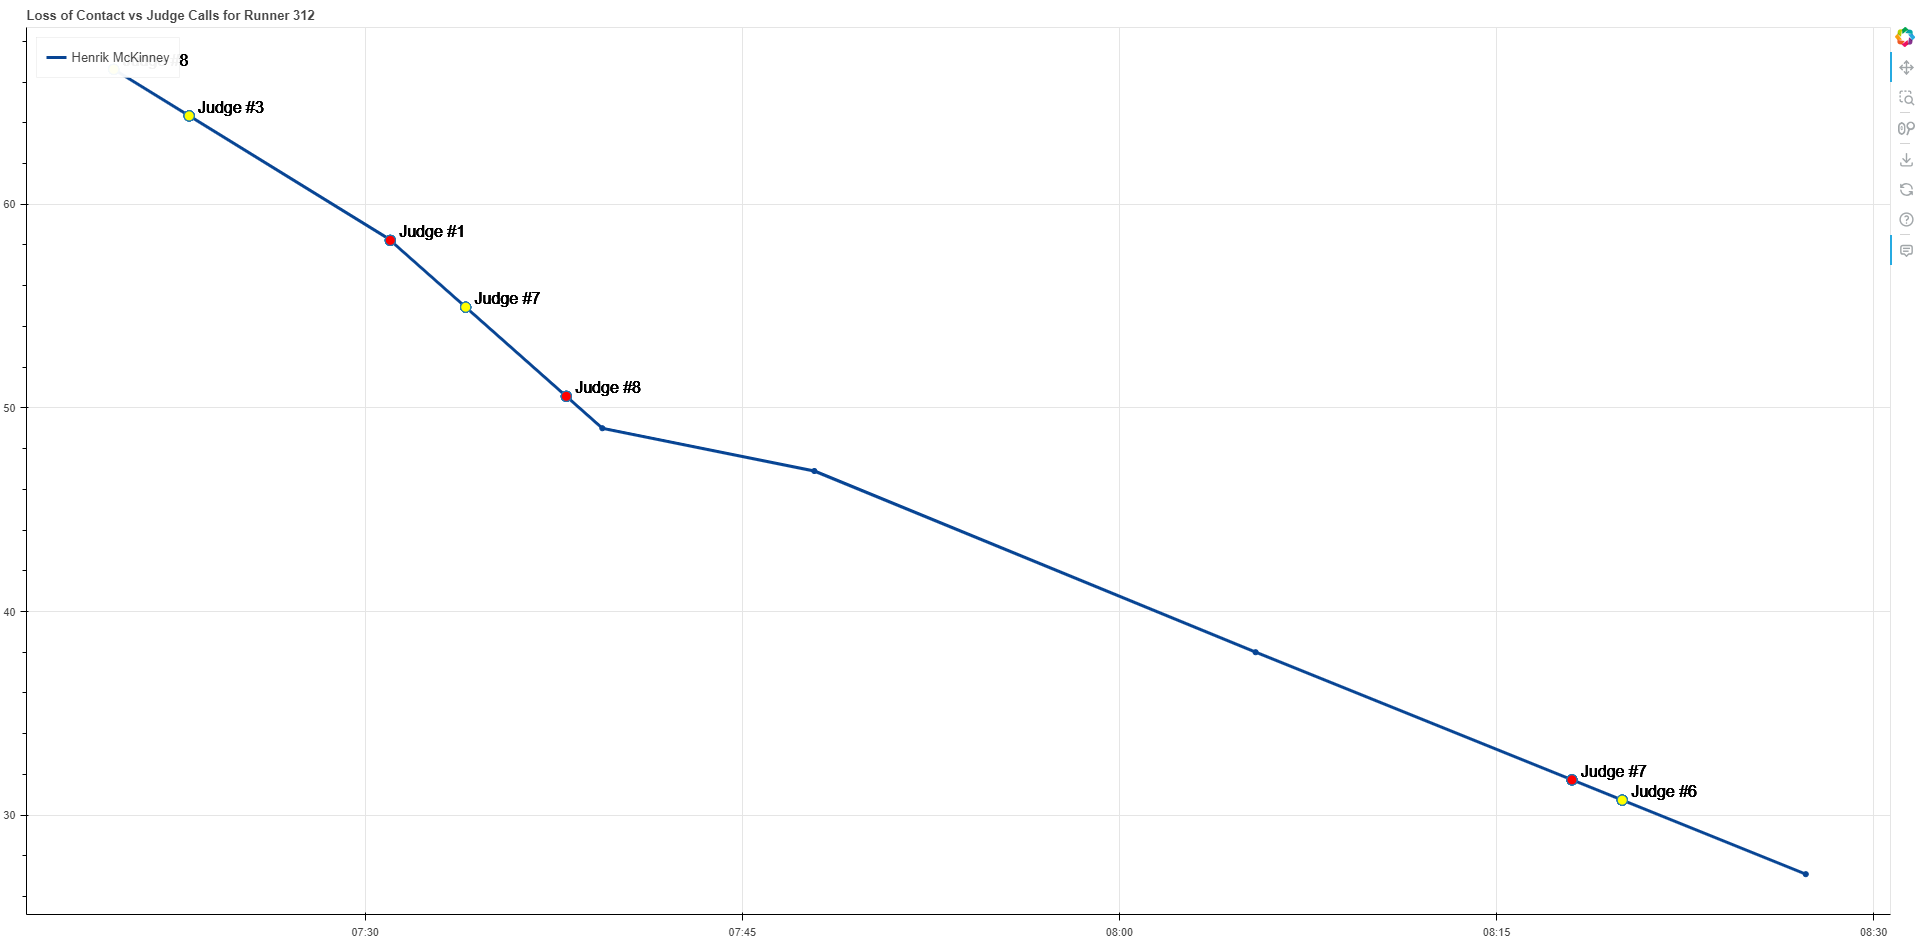 Loss of Contact vs Judge Calls for Runner 312
Henrik McKinney
8
Judge #3
60
Judge #1
Judge #7
Judge #8
50
40
Judge #7
Judge #6
30
07:30 07:45 08:00 08:15 08:30